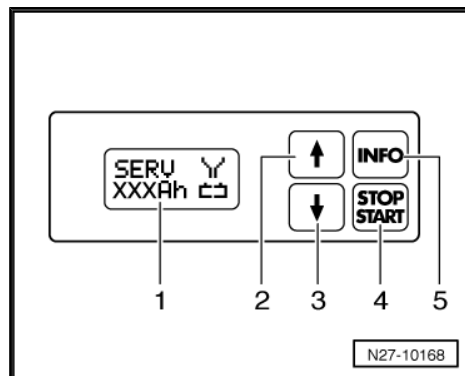 SERV
XXXAh
INFO
STOP
START
1 2 3 4 5
N27-10168